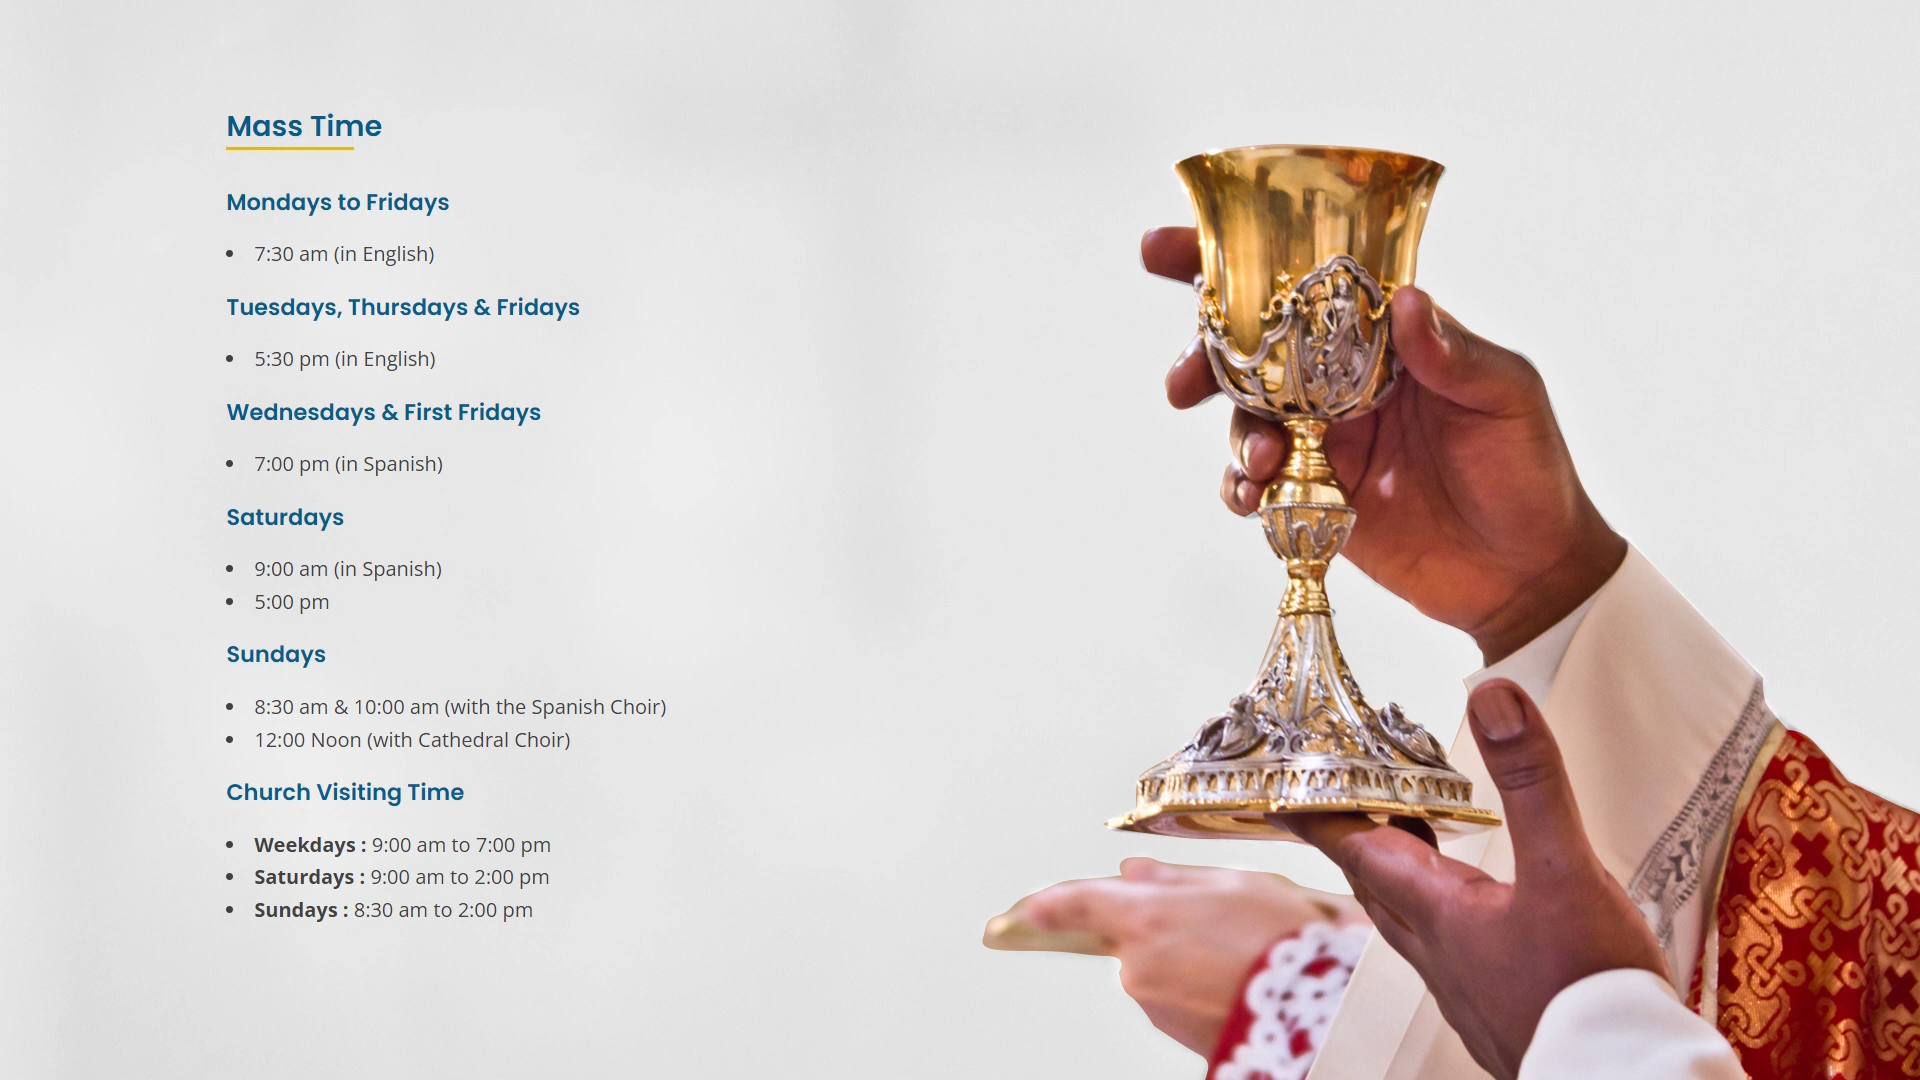 Mass Time
Mondays to Fridays
• 7:30 am (in English)
Tuesdays, Thursdays & Fridays
• 5:30 pm (in English)
Wednesdays & First Fridays
• 7:00 pm (in Spanish)
Saturdays
• 9:00 am (in Spanish)
• 5:00 pm
Sundays
• 8:30 am & 10:00 am (with the Spanish Choir)
• 12:00 Noon (with Cathedral Choir)
Church Visiting Time
• Weekdays : 9:00 am to 7:00 pm
• Saturdays : 9:00 am to 2:00 pm
• Sundays : 8:30 am to 2:00 pm